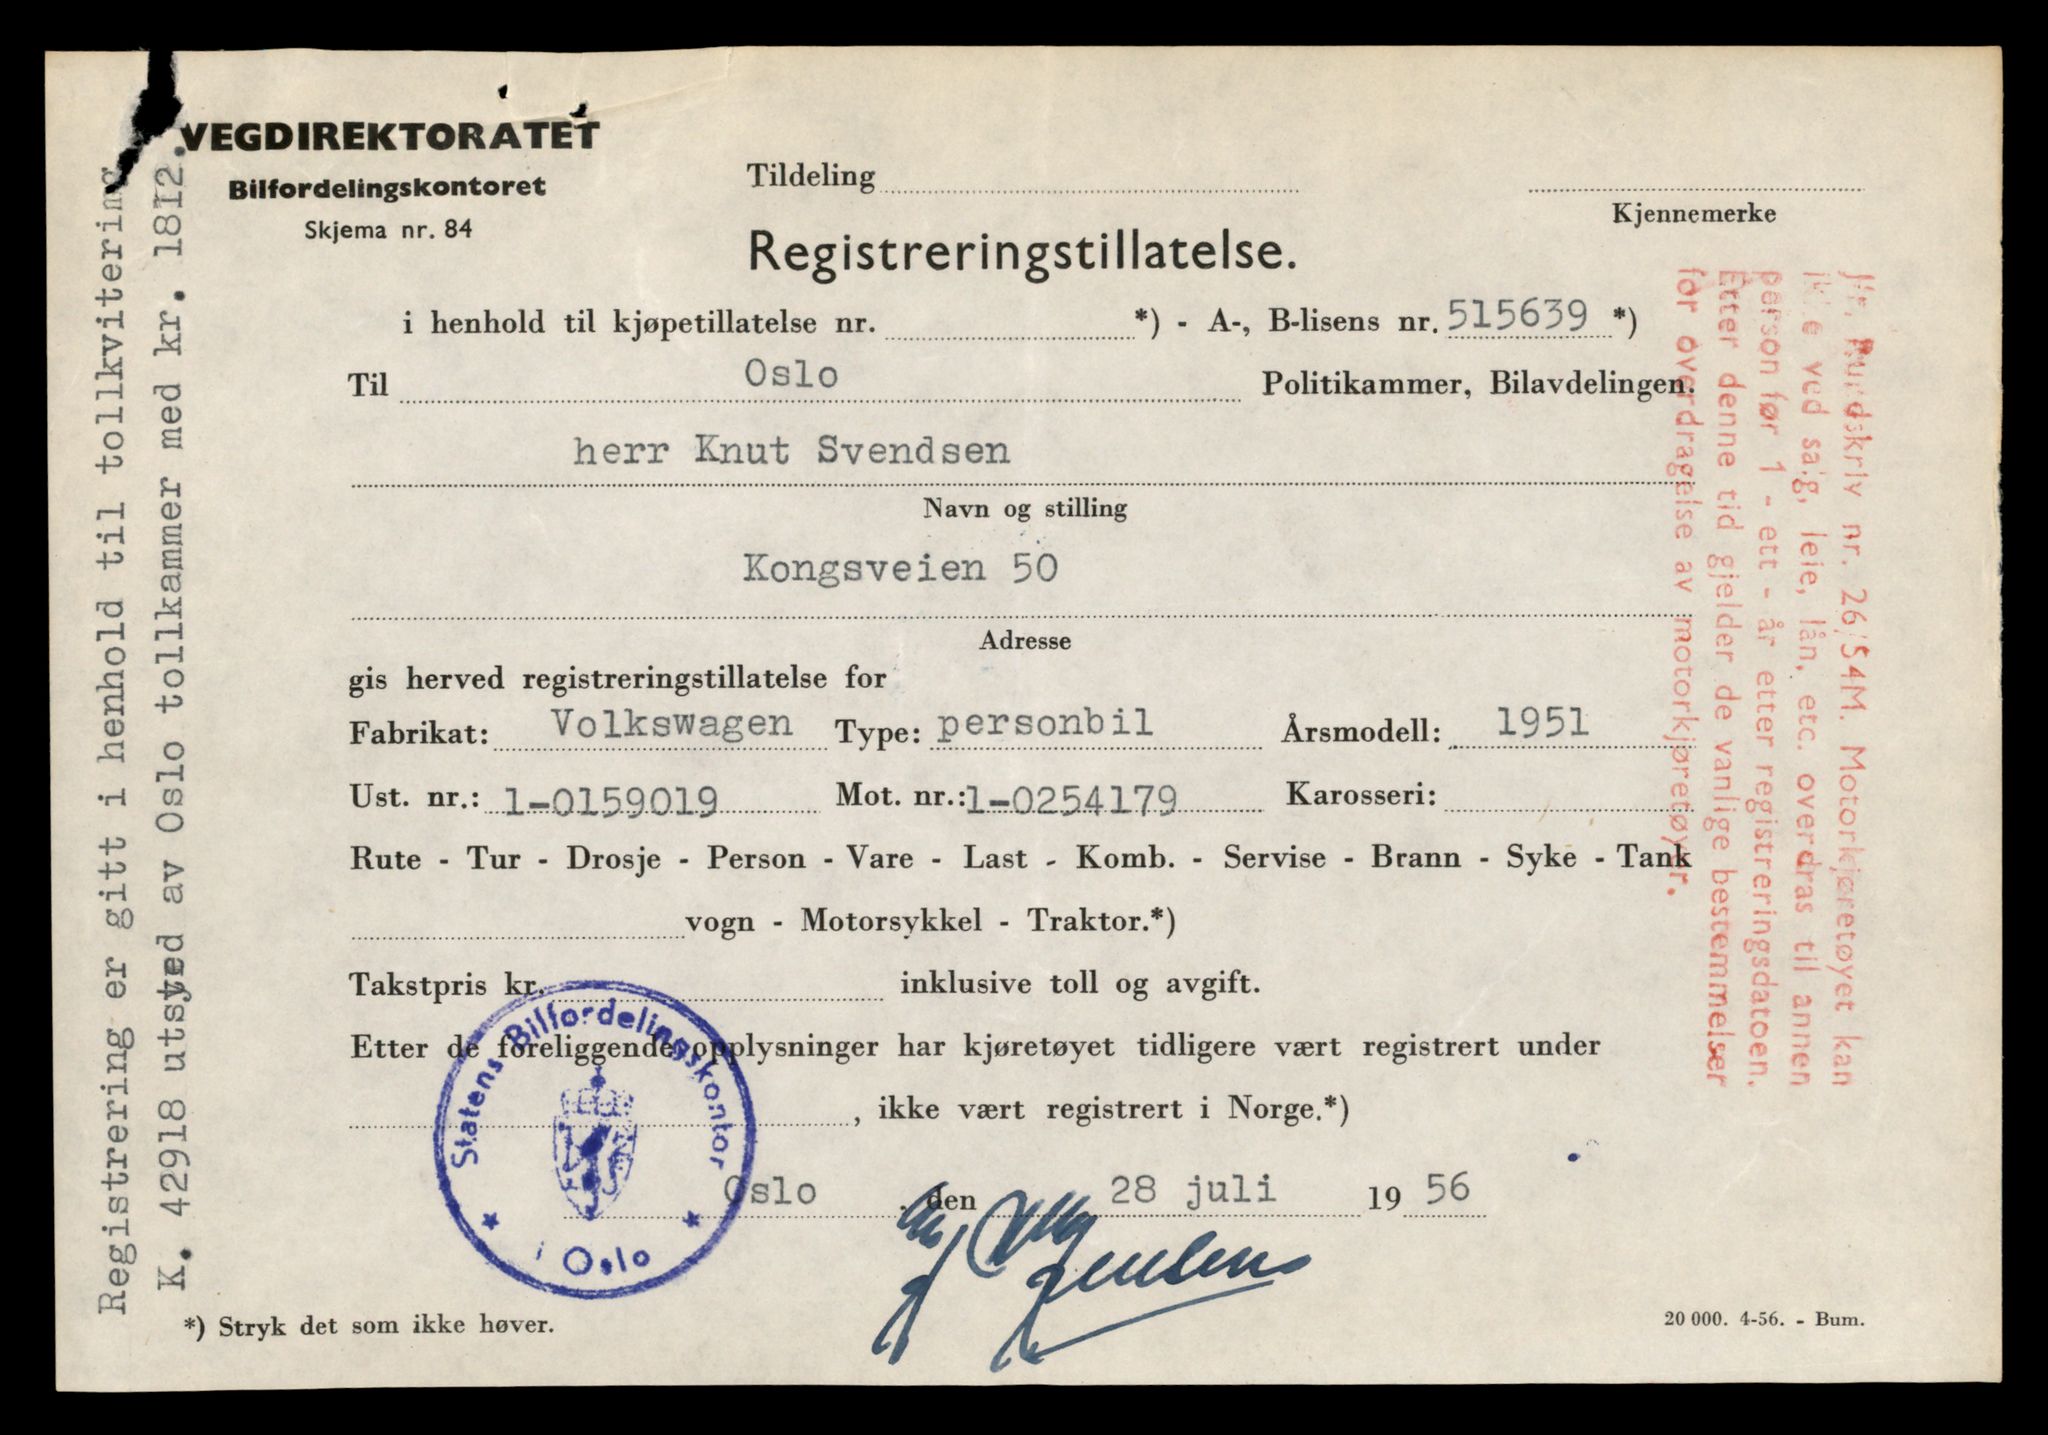 VEGDIREKTORATET
Bilfordelingskontoret
Skjema nr. 84
Tildeling
Kjennemerke
Registreringstillatelse.
i henhold til kjøpetillatelse nr. *) - A-, B-lisens nr. 515639 *)
Til Oslo Politikammer, Bilavdelingen.
herr Knut Svendsen
Navn og stilling
Kongsveien 50
Adresse
gis herved registreringstillatelse for
Fabrikat: Volkswagen Type: personbil Årsmodell: 1951
Ust. nr.: 1-0159019 Mot. nr.: 1-0254179 Karosseri:
Rute - Tur - Drosje - Person - Vare - Last - Komb. - Servise - Brann - Syke - Tank
vogn - Motorsykkel - Traktor.*)
Takstpris kr. inklusive toll og avgift.
Etter de foreliggende opplysninger har kjøretøyet tidligere vært registrert under
, ikke vært registrert i Norge.*)
Oslo, den 28 juli 1956
Jensen
*) Stryk det som ikke høver.
20 000. 4-56. - Bum.
Statens Bilfordelingskontor
i Oslo
Registrering er gitt i henhold til tollkvitering
K. 42918 utstyed av Oslo tollkammer med kr. 1812.
Jfr. Rundskriv nr. 26/54M. Motorkjøretøyet kan
ikke ved salg, leie, lån, etc. overdras til annen
person før 1 - ett - år etter registreringsdatoen.
Etter denne tid gjelder de vanlige bestemmelser
for overdragelse av motorkjøretøyer.